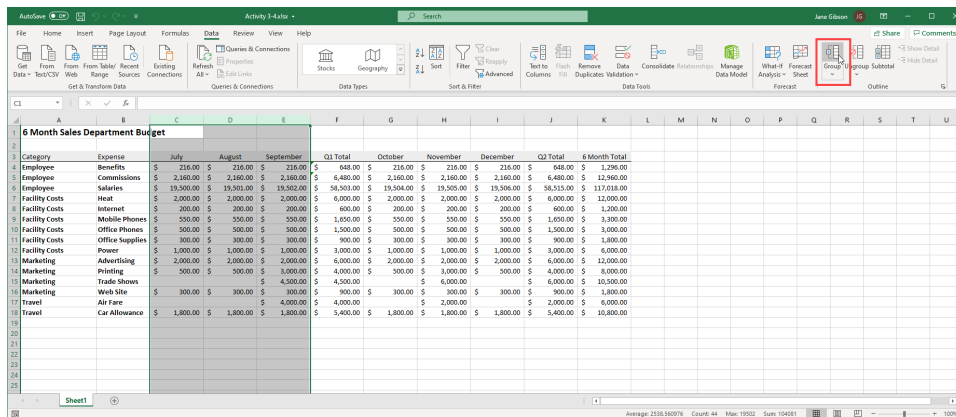 AutoSave Off Activity 3-4.xlsx Search Jane Gibson JG
File Home Insert Page Layout Formulas Data Review View Help Share Comments
Get Data From Text/CSV From Web From Table/ Range Recent Sources Existing Connections Refresh All Queries & Connections Properties Edit Links Stocks Geography Sort Filter Clear Reapply Advanced Text to Columns Flash Fill Remove Duplicates Data Validation Consolidate Relationships Manage Data Model What-If Analysis Forecast Sheet Group Ungroup Subtotal Show Detail Hide Detail
Get & Transform Data Queries & Connections Data Types Sort & Filter Data Tools Forecast Outline
C1 fx
A B C D E F G H I J K L M N O P Q R S T U
1 6 Month Sales Department Budget
2
3 Category Expense July August September Q1 Total October November December Q2 Total 6 Month Total
4 Employee Benefits $ 216.00 $ 216.00 $ 216.00 $ 648.00 $ 216.00 $ 216.00 $ 216.00 $ 648.00 $ 1,296.00
5 Employee Commissions $ 2,160.00 $ 2,160.00 $ 2,160.00 $ 6,480.00 $ 2,160.00 $ 2,160.00 $ 2,160.00 $ 6,480.00 $ 12,960.00
6 Employee Salaries $ 19,500.00 $ 19,501.00 $ 19,502.00 $ 58,503.00 $ 19,504.00 $ 19,505.00 $ 19,506.00 $ 58,515.00 $ 117,018.00
7 Facility Costs Heat $ 2,000.00 $ 2,000.00 $ 2,000.00 $ 6,000.00 $ 2,000.00 $ 2,000.00 $ 2,000.00 $ 6,000.00 $ 12,000.00
8 Facility Costs Internet $ 200.00 $ 200.00 $ 200.00 $ 600.00 $ 200.00 $ 200.00 $ 200.00 $ 600.00 $ 1,200.00
9 Facility Costs Mobile Phones $ 550.00 $ 550.00 $ 550.00 $ 1,650.00 $ 550.00 $ 550.00 $ 550.00 $ 1,650.00 $ 3,300.00
10 Facility Costs Office Phones $ 500.00 $ 500.00 $ 500.00 $ 1,500.00 $ 500.00 $ 500.00 $ 500.00 $ 1,500.00 $ 3,000.00
11 Facility Costs Office Supplies $ 300.00 $ 300.00 $ 300.00 $ 900.00 $ 300.00 $ 300.00 $ 300.00 $ 900.00 $ 1,800.00
12 Facility Costs Power $ 1,000.00 $ 1,000.00 $ 1,000.00 $ 3,000.00 $ 1,000.00 $ 1,000.00 $ 1,000.00 $ 3,000.00 $ 6,000.00
13 Marketing Advertising $ 2,000.00 $ 2,000.00 $ 2,000.00 $ 6,000.00 $ 2,000.00 $ 2,000.00 $ 2,000.00 $ 6,000.00 $ 12,000.00
14 Marketing Printing $ 500.00 $ 500.00 $ 3,000.00 $ 4,000.00 $ 500.00 $ 3,000.00 $ 500.00 $ 4,000.00 $ 8,000.00
15 Marketing Trade Shows $ 4,500.00 $ 4,500.00 $ 6,000.00 $ 6,000.00 $ 10,500.00
16 Marketing Web Site $ 300.00 $ 300.00 $ 300.00 $ 900.00 $ 300.00 $ 300.00 $ 300.00 $ 900.00 $ 1,800.00
17 Travel Air Fare $ 4,000.00 $ 4,000.00 $ 2,000.00 $ 2,000.00 $ 6,000.00
18 Travel Car Allowance $ 1,800.00 $ 1,800.00 $ 1,800.00 $ 5,400.00 $ 1,800.00 $ 1,800.00 $ 1,800.00 $ 5,400.00 $ 10,800.00
19
20
21
22
23
24
25
Sheet1
Average: 2538.560976 Count: 44 Max: 19502 Sum: 104081 100%